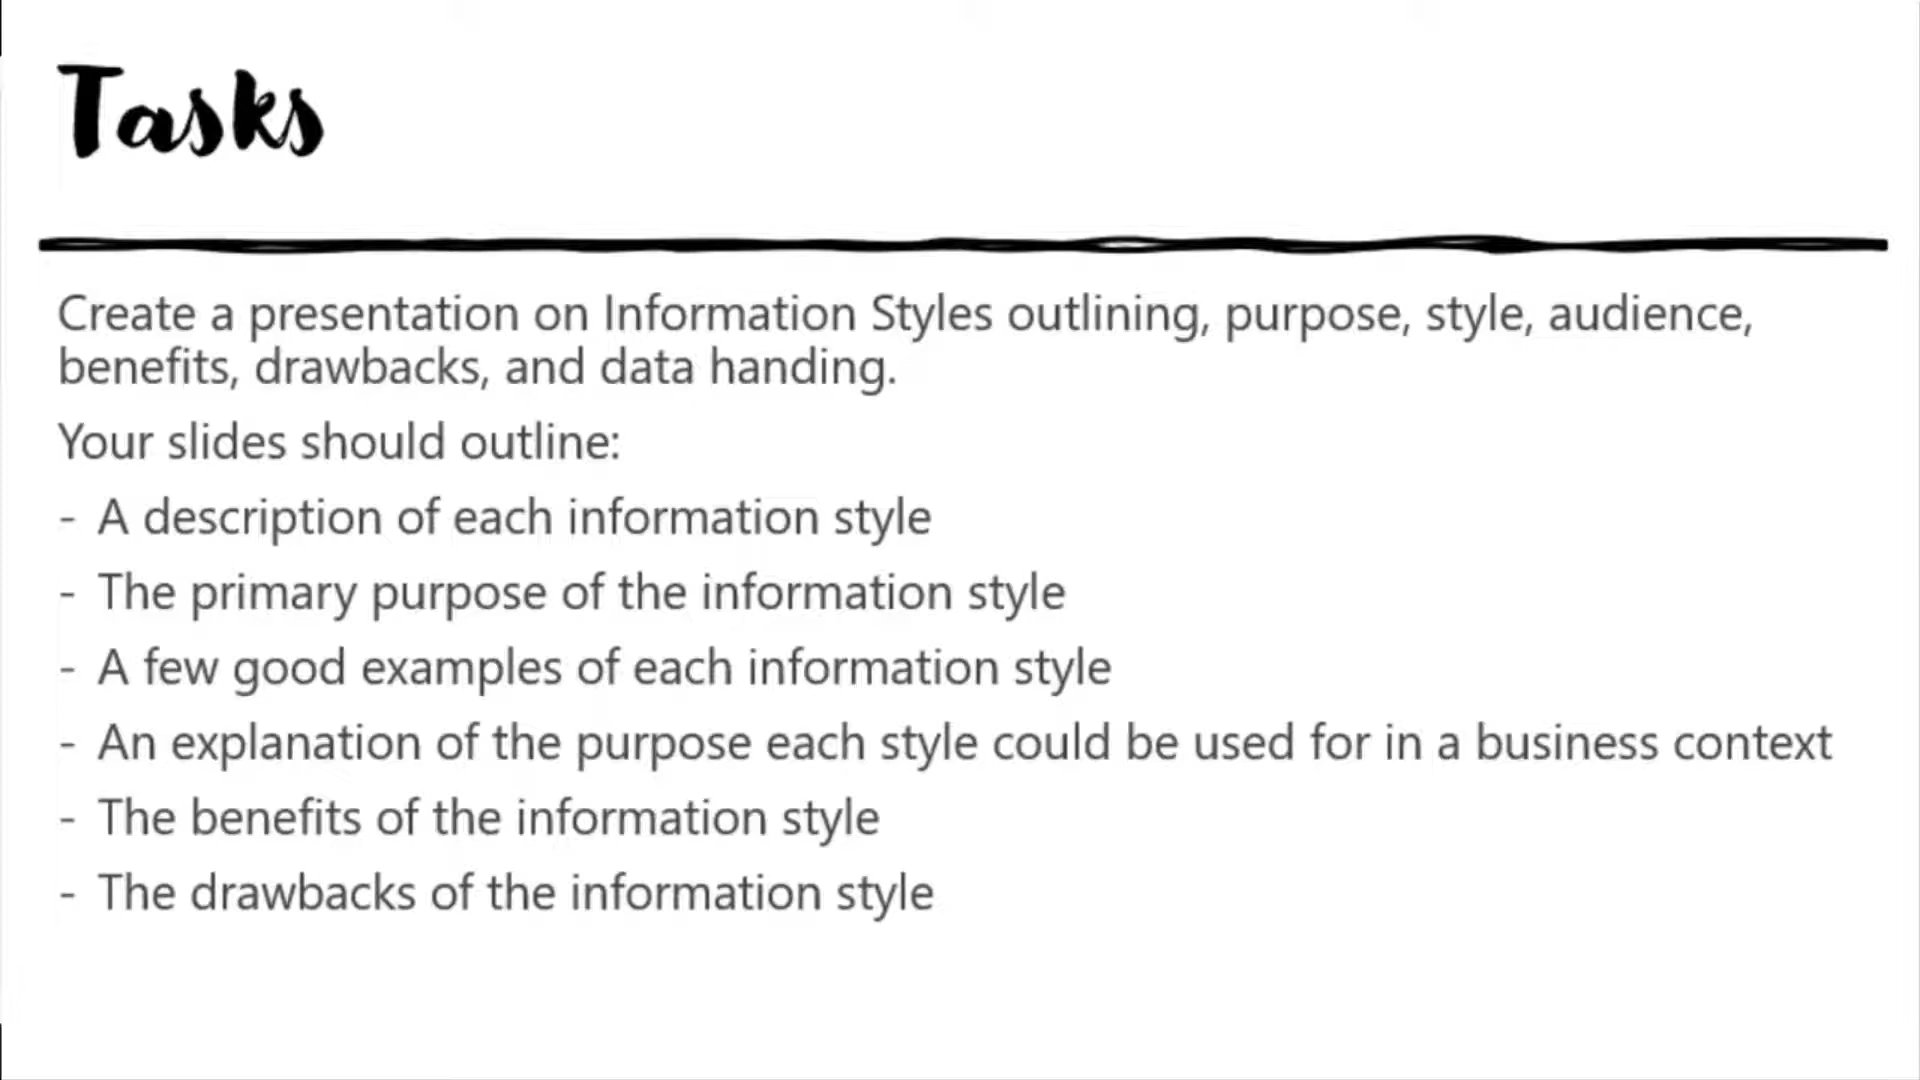 Tasks
Create a presentation on Information Styles outlining, purpose, style, audience,
benefits, drawbacks, and data handing.
Your slides should outline:
- A description of each information style
- The primary purpose of the information style
- A few good examples of each information style
- An explanation of the purpose each style could be used for in a business context
- The benefits of the information style
- The drawbacks of the information style